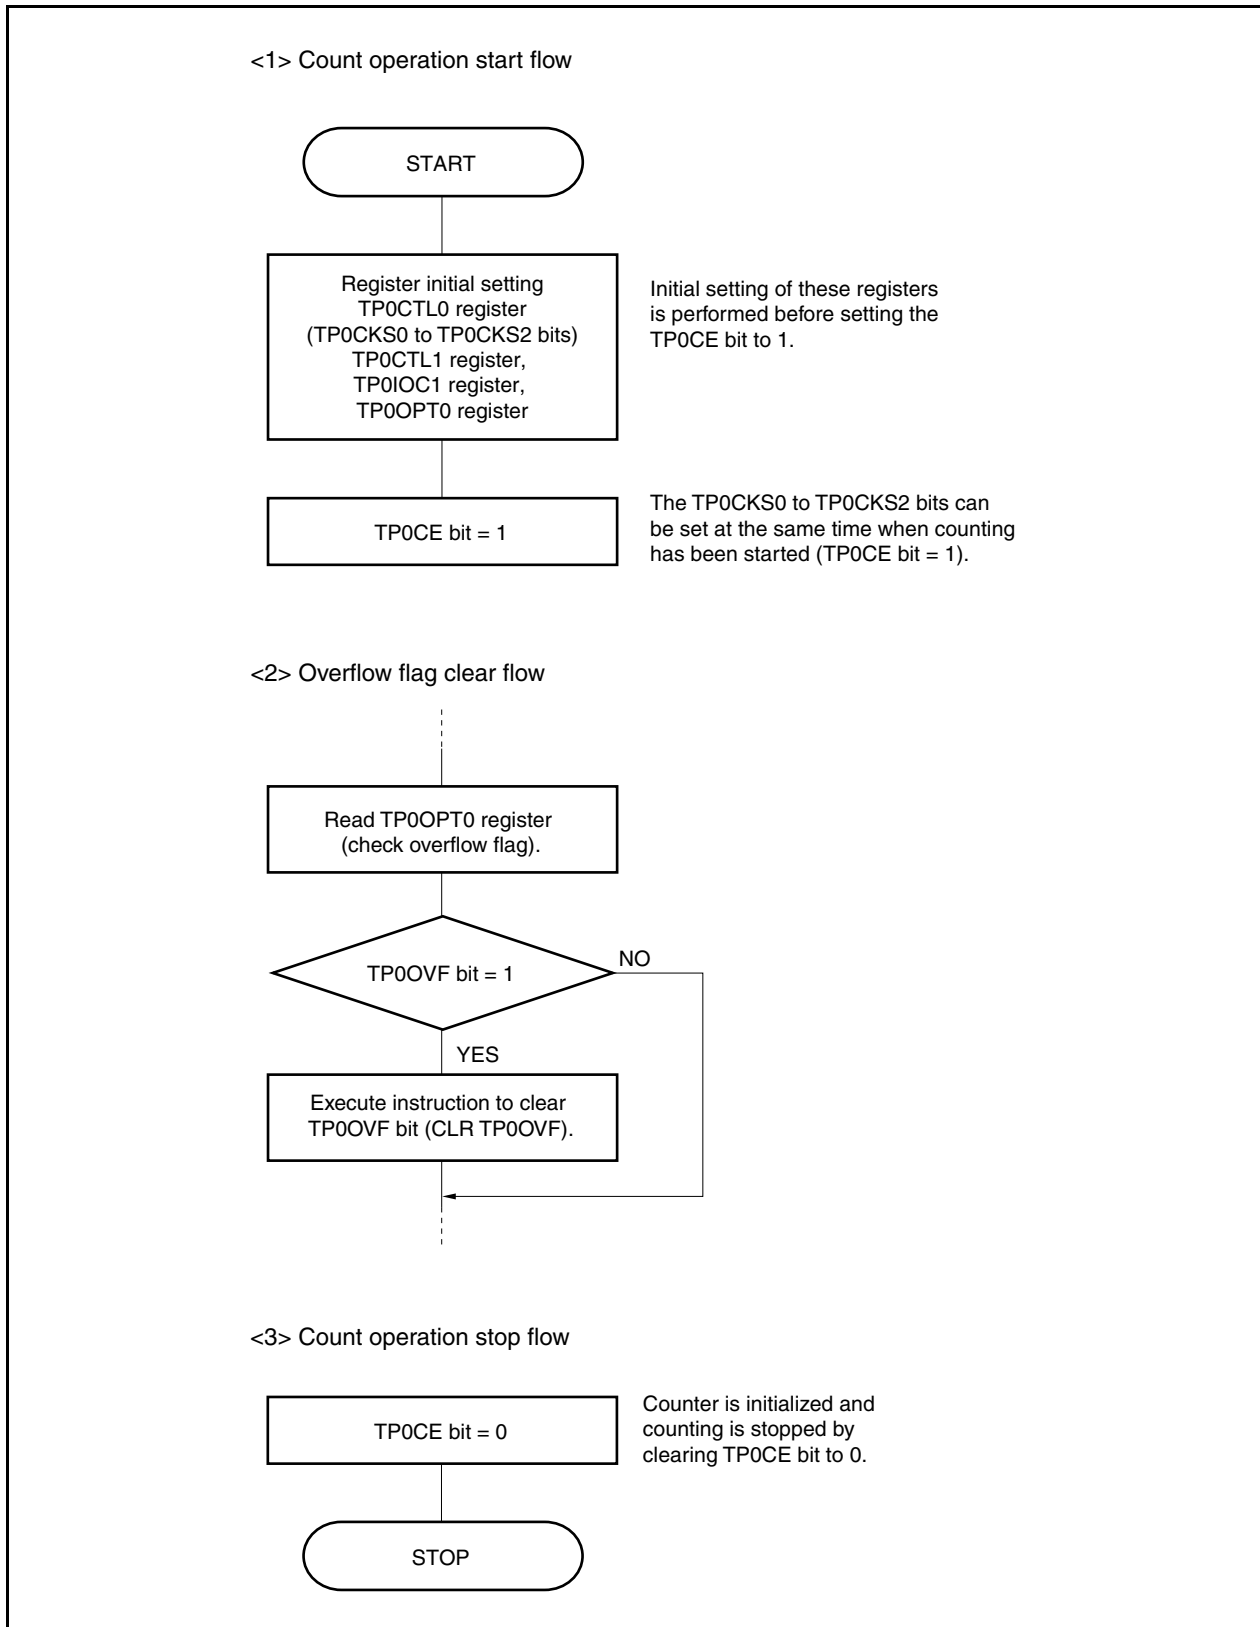 <1> Count operation start flow
START
Register initial setting
TP0CTL0 register
(TP0CKS0 to TP0CKS2 bits)
TP0CTL1 register,
TP0IOC1 register,
TP0OPT0 register
Initial setting of these registers
is performed before setting the
TP0CE bit to 1.
TP0CE bit = 1
The TP0CKS0 to TP0CKS2 bits can
be set at the same time when counting
has been started (TP0CE bit = 1).
<2> Overflow flag clear flow
Read TP0OPT0 register
(check overflow flag).
TP0OVF bit = 1
NO
YES
Execute instruction to clear
TP0OVF bit (CLR TP0OVF).
<3> Count operation stop flow
TP0CE bit = 0
Counter is initialized and
counting is stopped by
clearing TP0CE bit to 0.
STOP